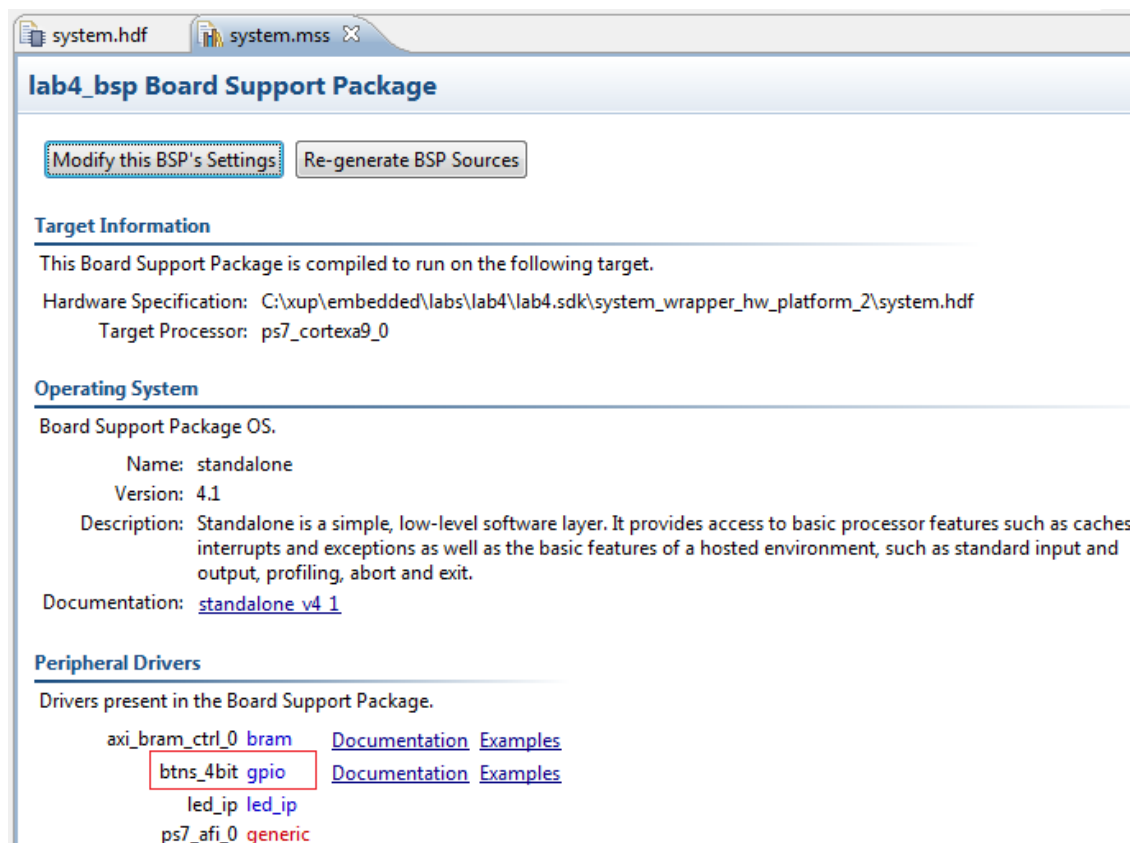 system.hdf system.mss
lab4_bsp Board Support Package
Modify this BSP's Settings Re-generate BSP Sources
Target Information
This Board Support Package is compiled to run on the following target.
Hardware Specification: C:\xup\embedded\labs\lab4\lab4.sdk\system_wrapper_hw_platform_2\system.hdf
Target Processor: ps7_cortexa9_0
Operating System
Board Support Package OS.
Name: standalone
Version: 4.1
Description: Standalone is a simple, low-level software layer. It provides access to basic processor features such as caches
interrupts and exceptions as well as the basic features of a hosted environment, such as standard input and
output, profiling, abort and exit.
Documentation: standalone_v4_1
Peripheral Drivers
Drivers present in the Board Support Package.
axi_bram_ctrl_0 bram Documentation Examples
btns_4bit gpio Documentation Examples
led_ip led_ip
ps7_afi_0 generic